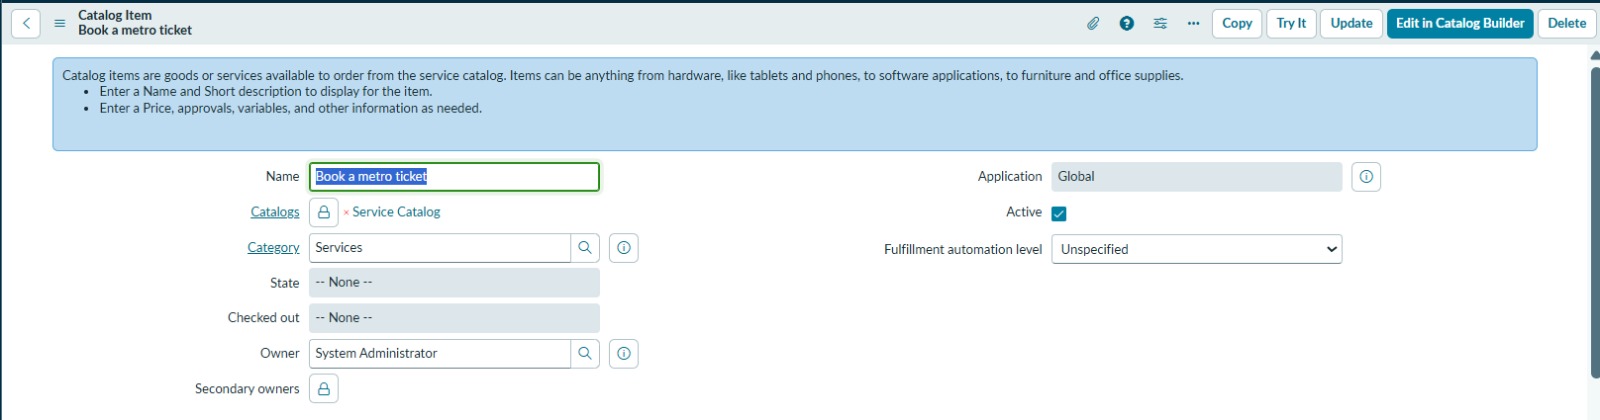 Catalog Item
Book a metro ticket
Copy
Try It
Update
Edit in Catalog Builder
Delete
Catalog items are goods or services available to order from the service catalog. Items can be anything from hardware, like tablets and phones, to software applications, to furniture and office supplies.
• Enter a Name and Short description to display for the item.
• Enter a Price, approvals, variables, and other information as needed.
Name Book a metro ticket
Application Global
Catalogs × Service Catalog
Active
Category Services
Fulfillment automation level Unspecified
State -- None --
Checked out -- None --
Owner System Administrator
Secondary owners